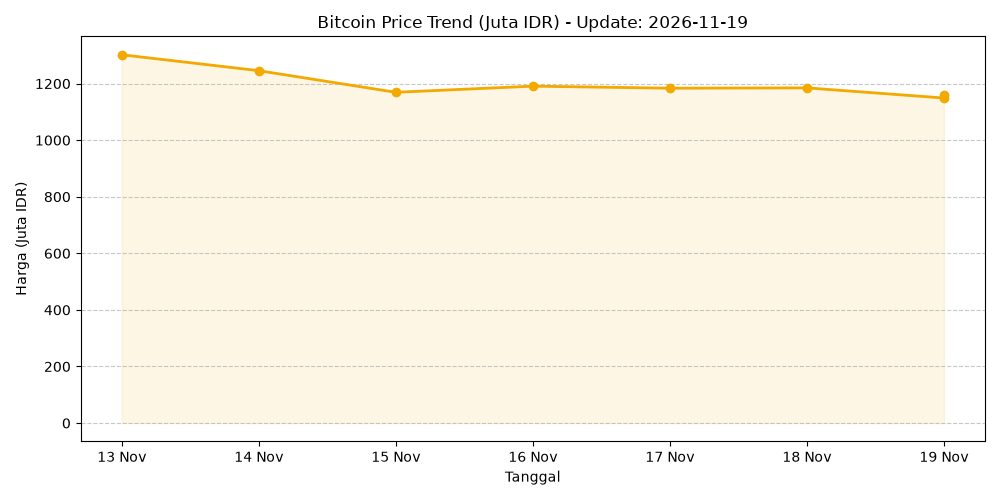 Bitcoin Price Trend (Juta IDR) - Update: 2026-11-19
Harga (Juta IDR)
1200
1000
800
600
400
200
0
13 Nov 14 Nov 15 Nov 16 Nov 17 Nov 18 Nov 19 Nov
Tanggal